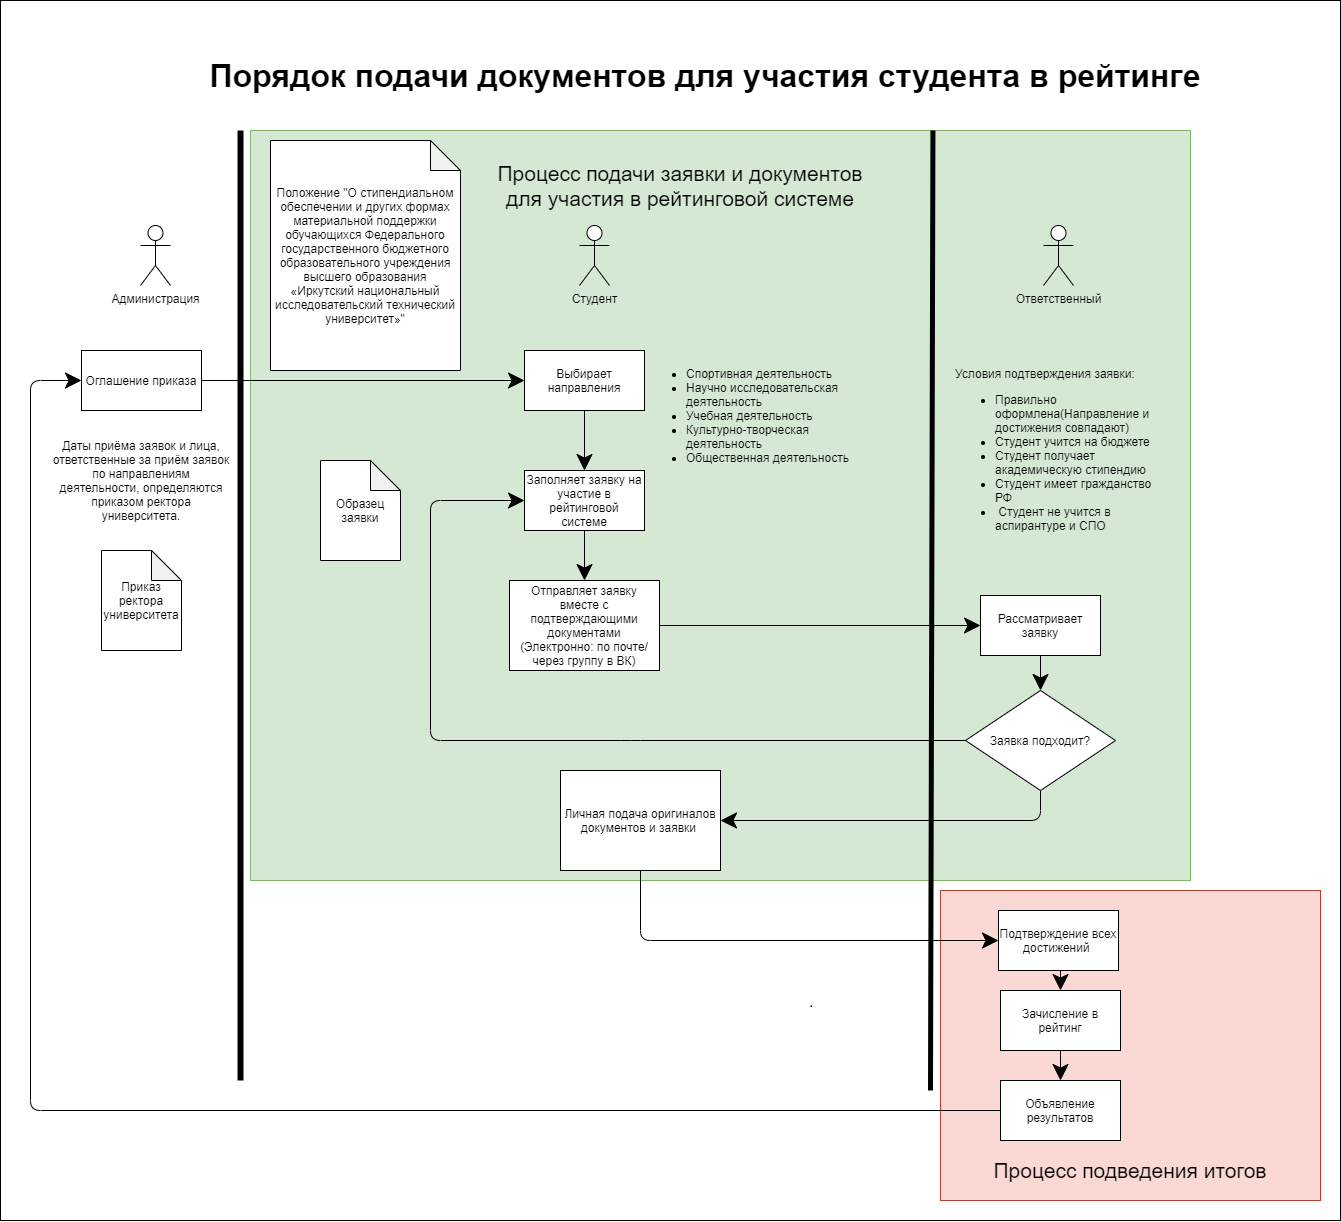 Порядок подачи документов для участия студента в рейтинге
Положение "О стипендиальном
обеспечении и других формах
материальной поддержки
обучающихся Федерального
государственного бюджетного
образовательного учреждения
высшего образования
«Иркутский национальный
исследовательский технический
университет»"
Процесс подачи заявки и документов
для участия в рейтинговой системе
Администрация
Студент
Ответственный
Оглашение приказа
Выбирает
направления
Спортивная деятельность
Научно исследовательская
деятельность
Учебная деятельность
Культурно-творческая
деятельность
Общественная деятельность
Условия подтверждения заявки:
Правильно
оформлена(Направление и
достижения совпадают)
Студент учится на бюджете
Студент получает
академическую стипендию
Студент имеет гражданство
РФ
Студент не учится в
аспирантуре и СПО
Даты приёма заявок и лица,
ответственные за приём заявок
по направлениям
деятельности, определяются
приказом ректора
университета.
Образец
заявки
Заполняет заявку на
участие в
рейтинговой
системе
Приказ
ректора
университета
Отправляет заявку
вместе с
подтверждающими
документами
(Электронно: по почте/
через группу в ВК)
Рассматривает
заявку
Заявка подходит?
Личная подача оригиналов
документов и заявки
Подтверждение всех
достижений
.
Зачисление в
рейтинг
Объявление
результатов
Процесс подведения итогов